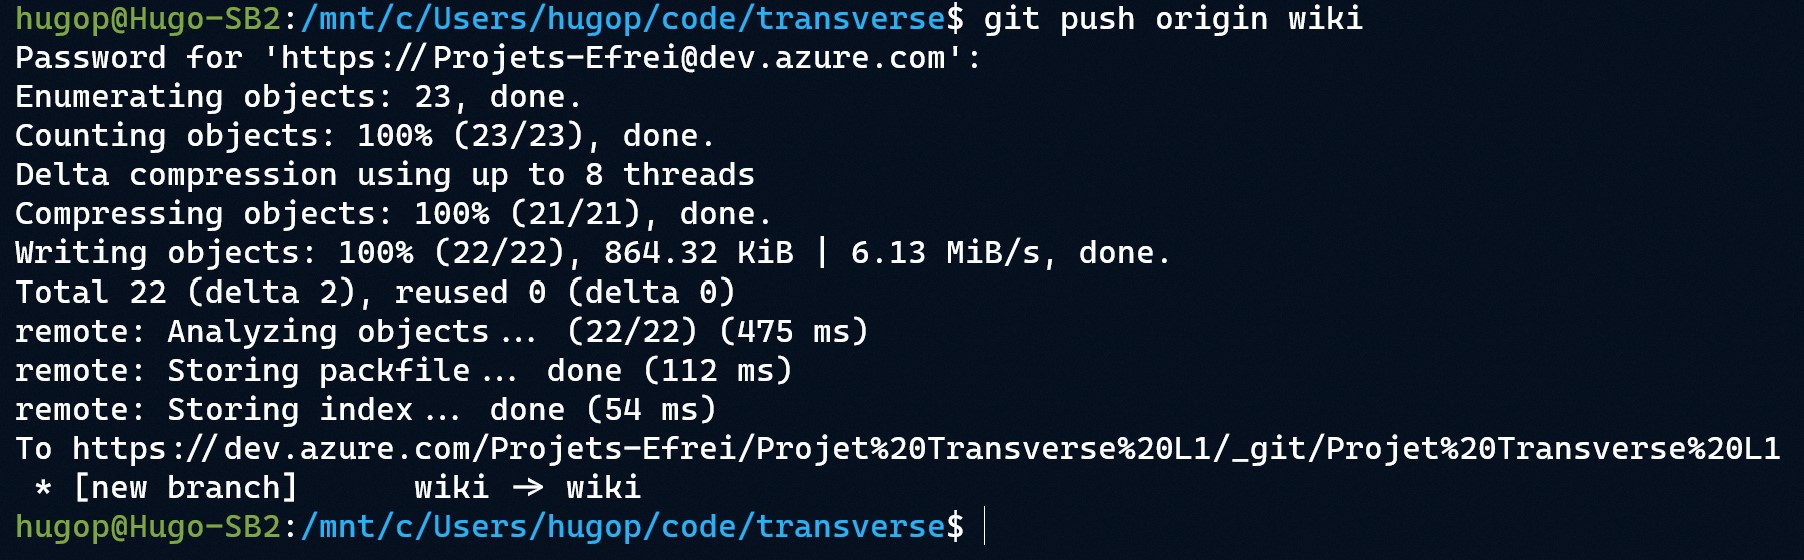 hugop@Hugo-SB2:/mnt/c/Users/hugop/code/transverse$ git push origin wiki
Password for 'https://Projets-Efrei@dev.azure.com':
Enumerating objects: 23, done.
Counting objects: 100% (23/23), done.
Delta compression using up to 8 threads
Compressing objects: 100% (21/21), done.
Writing objects: 100% (22/22), 864.32 KiB | 6.13 MiB/s, done.
Total 22 (delta 2), reused 0 (delta 0)
remote: Analyzing objects... (22/22) (475 ms)
remote: Storing packfile... done (112 ms)
remote: Storing index... done (54 ms)
To https://dev.azure.com/Projets-Efrei/Projet%20Transverse%20L1/_git/Projet%20Transverse%20L1
 * [new branch]      wiki -> wiki
hugop@Hugo-SB2:/mnt/c/Users/hugop/code/transverse$